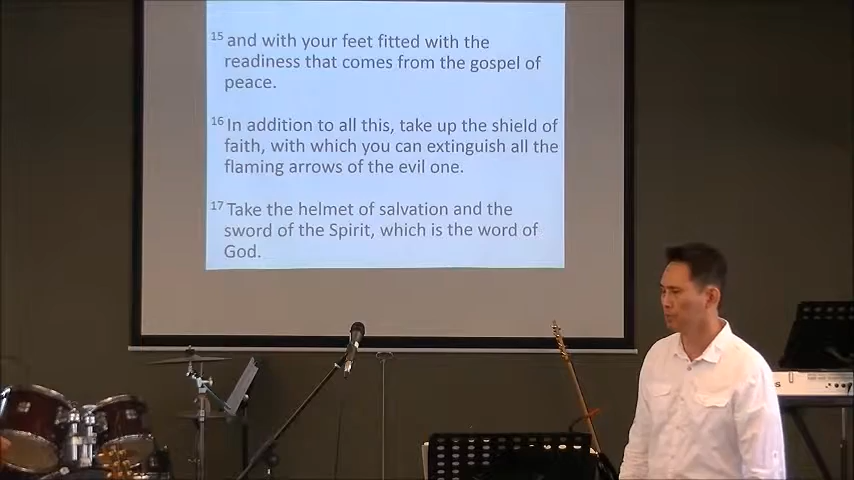 15 and with your feet fitted with the
readiness that comes from the gospel of
peace.
16 In addition to all this, take up the shield of
faith, with which you can extinguish all the
flaming arrows of the evil one.
17 Take the helmet of salvation and the
sword of the Spirit, which is the word of
God.